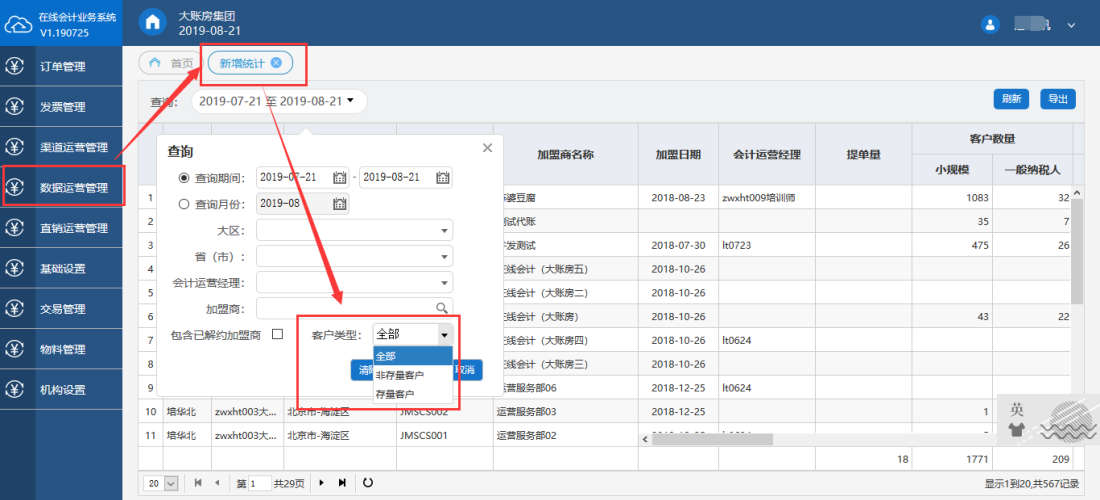 在线会计业务系统
V1.190725
大账房集团
2019-08-21
订单管理
发票管理
渠道运营管理
数据运营管理
直销运营管理
基础设置
交易管理
物料管理
机构设置
首页
新增统计
查询:
2019-07-21 至 2019-08-21
刷新
导出
加盟商名称 加盟日期 会计运营经理 提单量 客户数量
小规模 一般纳税人
查询
查询期间: 2019-07-21 - 2019-08-21
查询月份: 2019-08
大区:
省（市）:
会计运营经理:
加盟商:
包含已解约加盟商 客户类型: 全部
全部
非存量客户
存量客户
取消
1 婆豆腐 2018-08-23 zwxht009培训师 1083 32
2 试代账 35 7
3 发测试 2018-07-30 lt0723 475 26
4 线会计（大账房五） 2018-10-26
5 线会计（大账房二） 2018-10-26
6 线会计（大账房） 2018-10-26 43 22
7 线会计（大账房四） 2018-10-26 lt0624
8 线会计（大账房三） 2018-10-26
9 营服务部06 2018-12-25 lt0624
10 培华北 zwxht003大... 北京市-海淀区 JMSCS002 运营服务部03 2018-12-25 1
11 培华北 zwxht003大... 北京市-海淀区 JMSCS001 运营服务部02
18 1771 209
20 第 1 共29页
显示1到20,共567记录
英